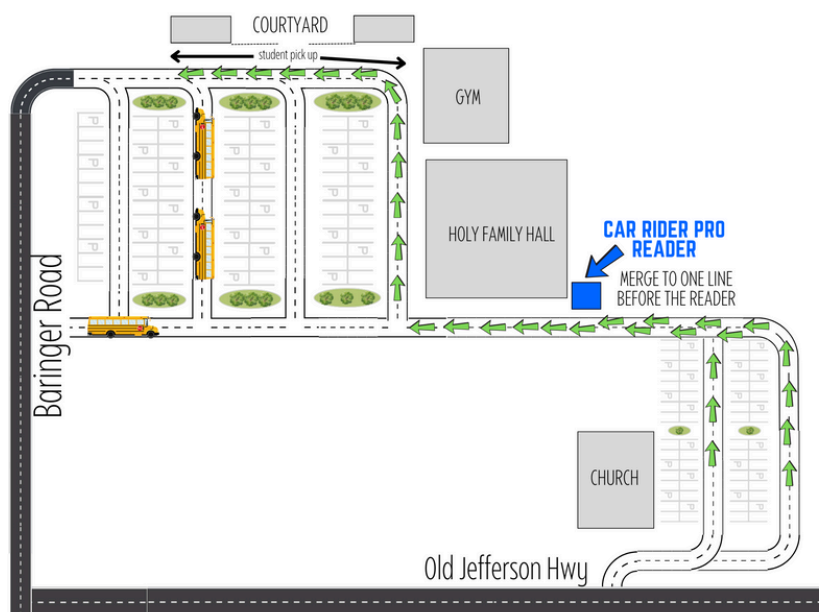 COURTYARD
student pick up
GYM
HOLY FAMILY HALL
CAR RIDER PRO
READER
MERGE TO ONE LINE
BEFORE THE READER
Baringer Road
CHURCH
Old Jefferson Hwy